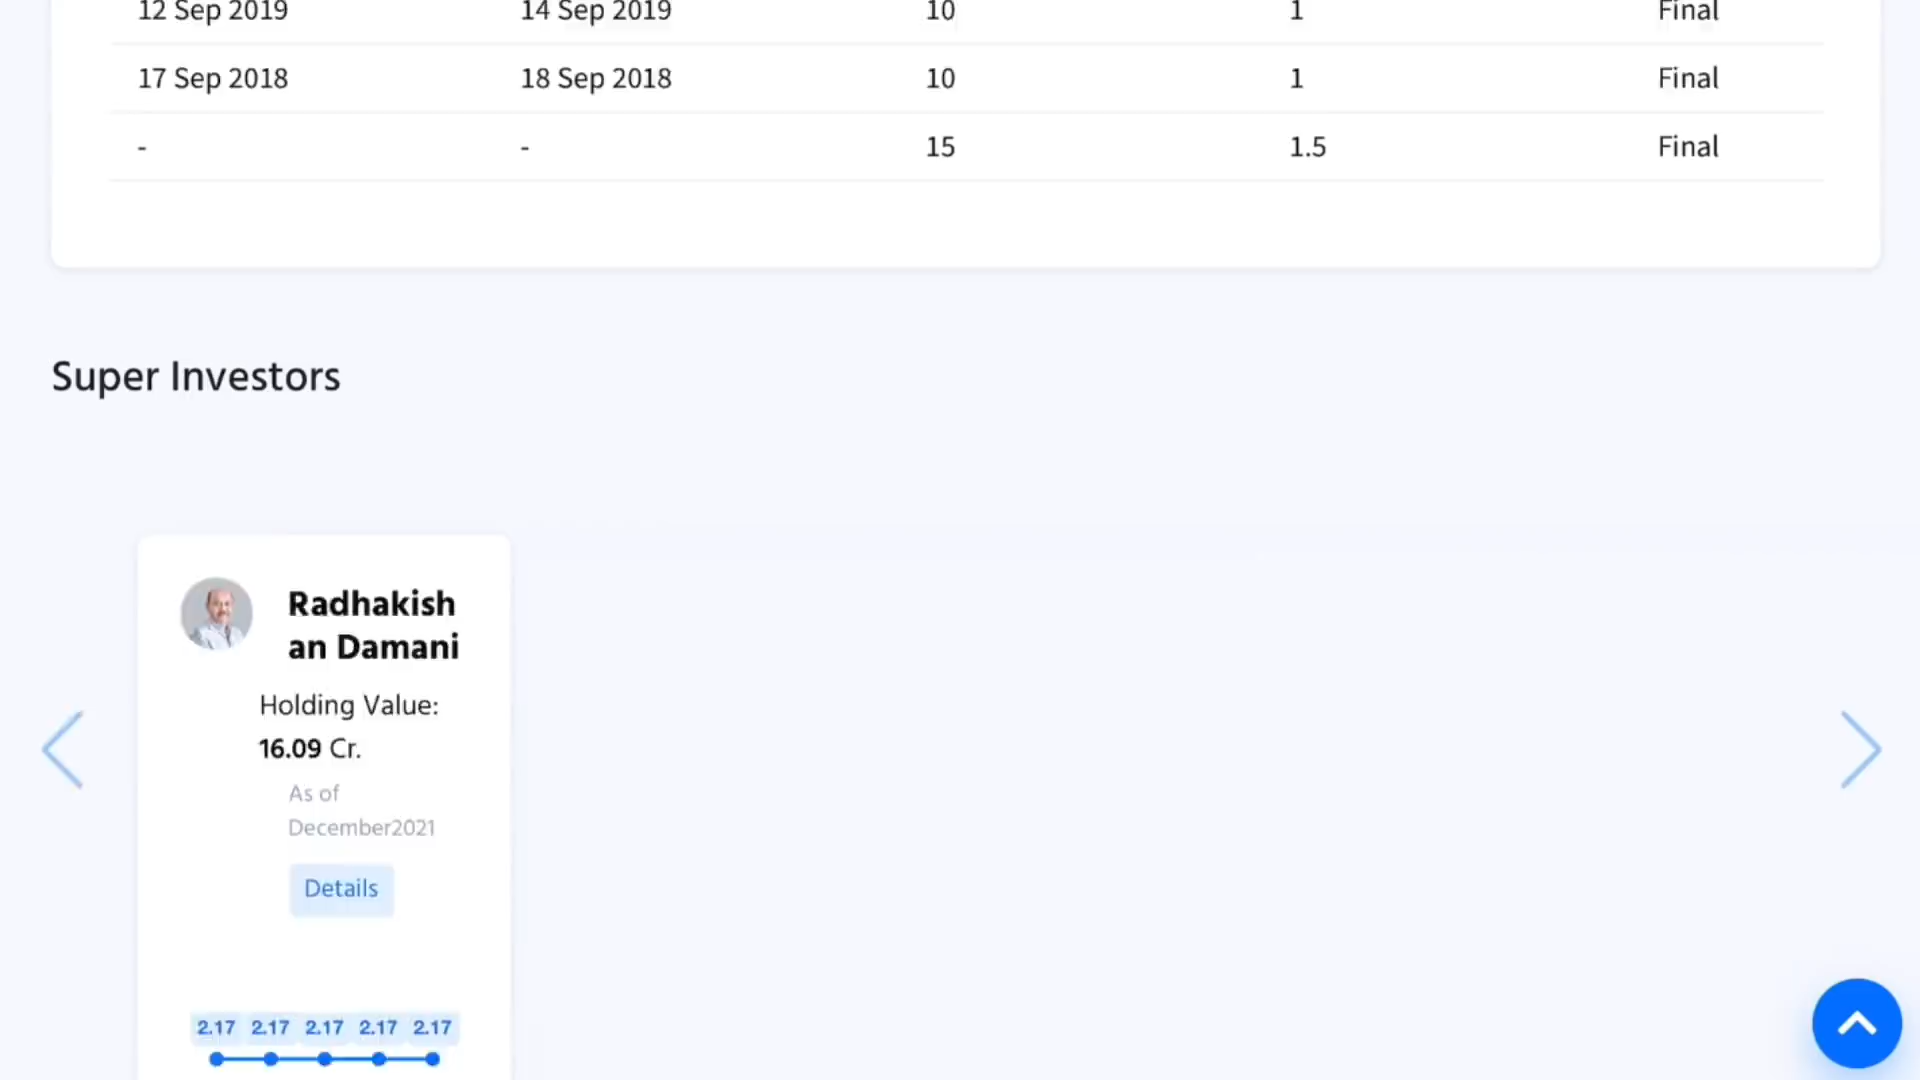 12 Sep 2019 14 Sep 2019 10 1 Final
17 Sep 2018 18 Sep 2018 10 1 Final
- - 15 1.5 Final
Super Investors
Radhakish
an Damani
Holding Value:
16.09 Cr.
As of
December2021
Details
2.17 2.17 2.17 2.17 2.17